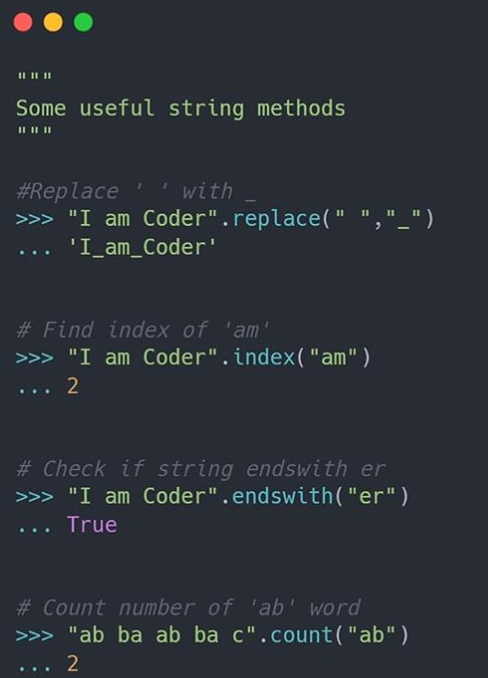 """
Some useful string methods
"""
#Replace ' ' with _
>>> "I am Coder".replace(" ","_")
... 'I_am_Coder'
# Find index of 'am'
>>> "I am Coder".index("am")
... 2
# Check if string endswith er
>>> "I am Coder".endswith("er")
... True
# Count number of 'ab' word
>>> "ab ba ab ba c".count("ab")
... 2